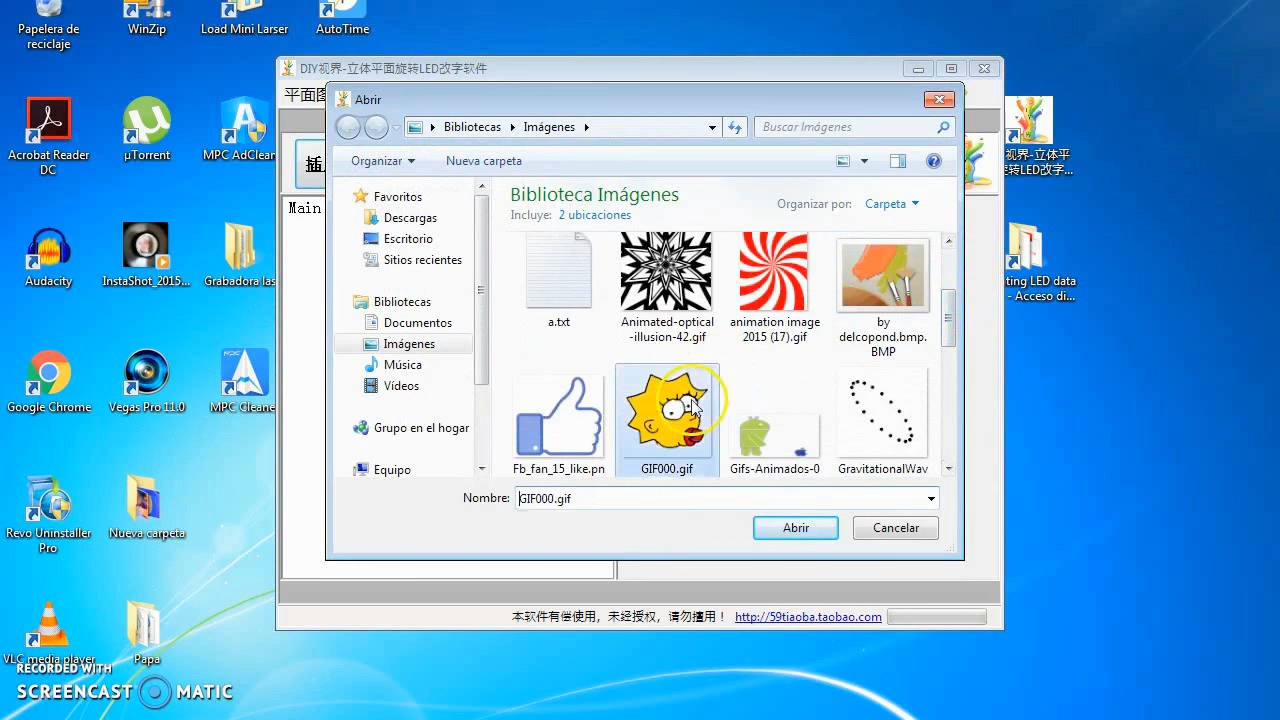 Papelera de
reciclaje
WinZip
Load Mini Larser
AutoTime
Acrobat Reader
DC
µTorrent
MPC AdClean
Audacity
InstaShot_2015...
Grabadora las
Google Chrome
Vegas Pro 11.0
MPC Cleane
Revo Uninstaller
Pro
Nueva carpeta
VLC media player
Papa
RECORDED WITH
SCREENCAST MATIC
DIY视界-立体平面旋转LED改字软件
平面图
插
Main
Abrir
Bibliotecas
Imágenes
Buscar Imágenes
Organizar
Nueva carpeta
Favoritos
Descargas
Escritorio
Sitios recientes
Bibliotecas
Documentos
Imágenes
Música
Vídeos
Grupo en el hogar
Equipo
Biblioteca Imágenes
Incluye: 2 ubicaciones
Organizar por: Carpeta
a.txt
Animated-optical
-illusion-42.gif
animation image
2015 (17).gif
by
delcopond.bmp.
BMP
Fb_fan_15_like.pn
GIF000.gif
Gifs-Animados-0
GravitationalWav
Nombre: GIF000.gif
Abrir
Cancelar
本软件有偿使用，未经授权，请勿擅用！ http://59tiaoba.taobao.com
视界-立体平
旋转LED改字...
ting LED data
- Acceso di...